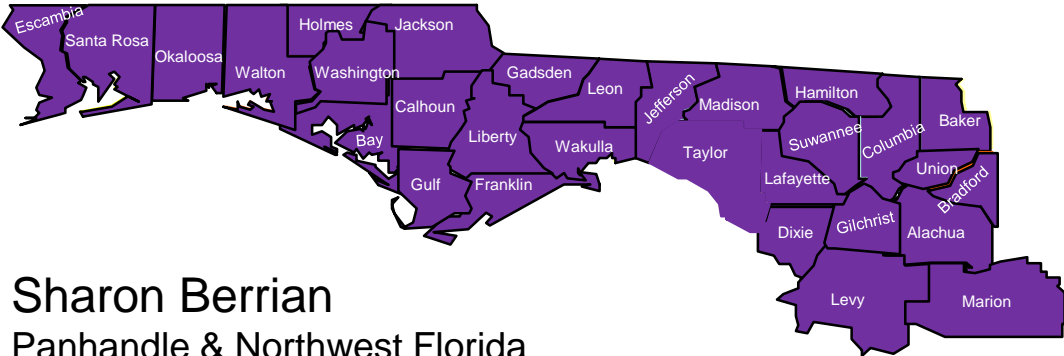 Escambia
Santa Rosa
Okaloosa
Walton
Holmes
Washington
Jackson
Calhoun
Bay
Gulf
Gadsden
Liberty
Franklin
Leon
Wakulla
Jefferson
Madison
Taylor
Hamilton
Suwannee
Lafayette
Columbia
Baker
Union
Bradford
Dixie
Gilchrist
Alachua
Levy
Marion
Sharon Berrian
Panhandle & Northwest Florida